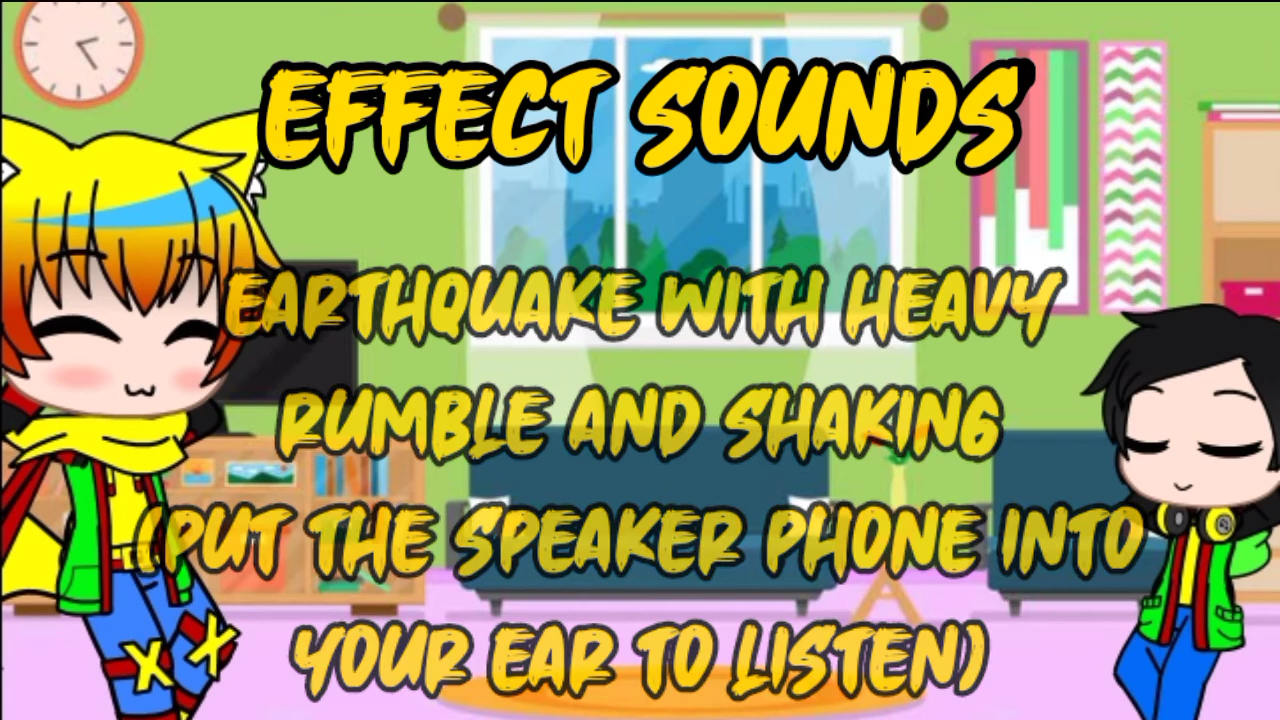 EFFECT SOUNDS
EARTHQUAKE WITH HEAVY
RUMBLE AND SHAKING
(PUT THE SPEAKER PHONE INTO
YOUR EAR TO LISTEN)